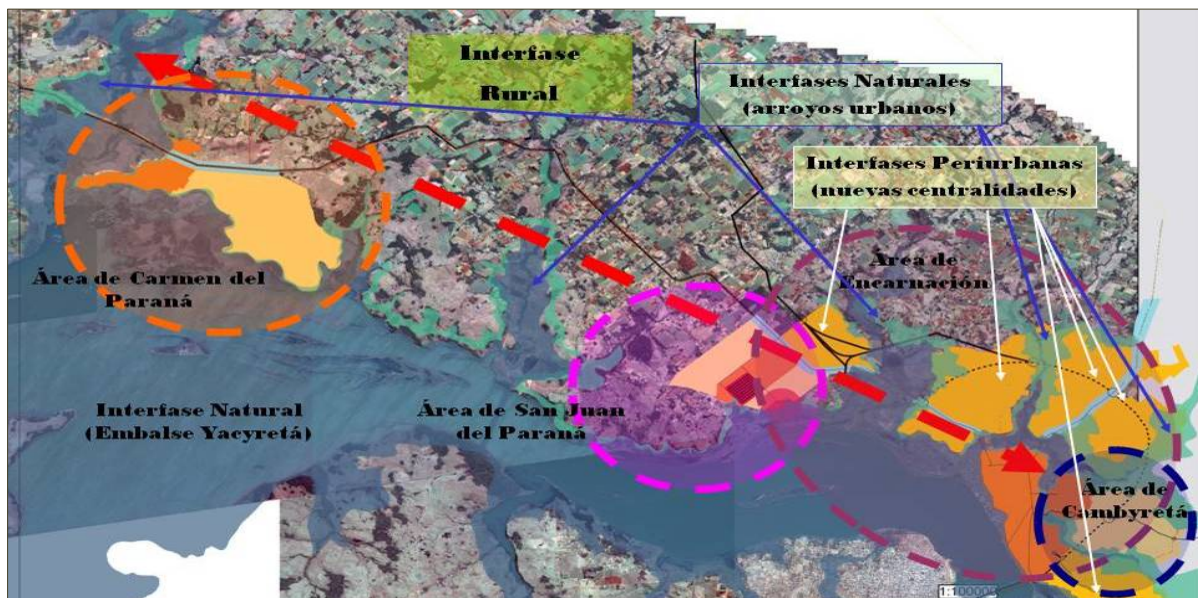 Interfase
Rural
Interfases Naturales
(arroyos urbanos)
Interfases Periurbanas
(nuevas centralidades)
Área de Carmen del
Paraná
Área de
Encarnación
Interfase Natural
(Embalse Yacyretá)
Área de San Juan
del Paraná
Área de
Cambyretá
1:100000